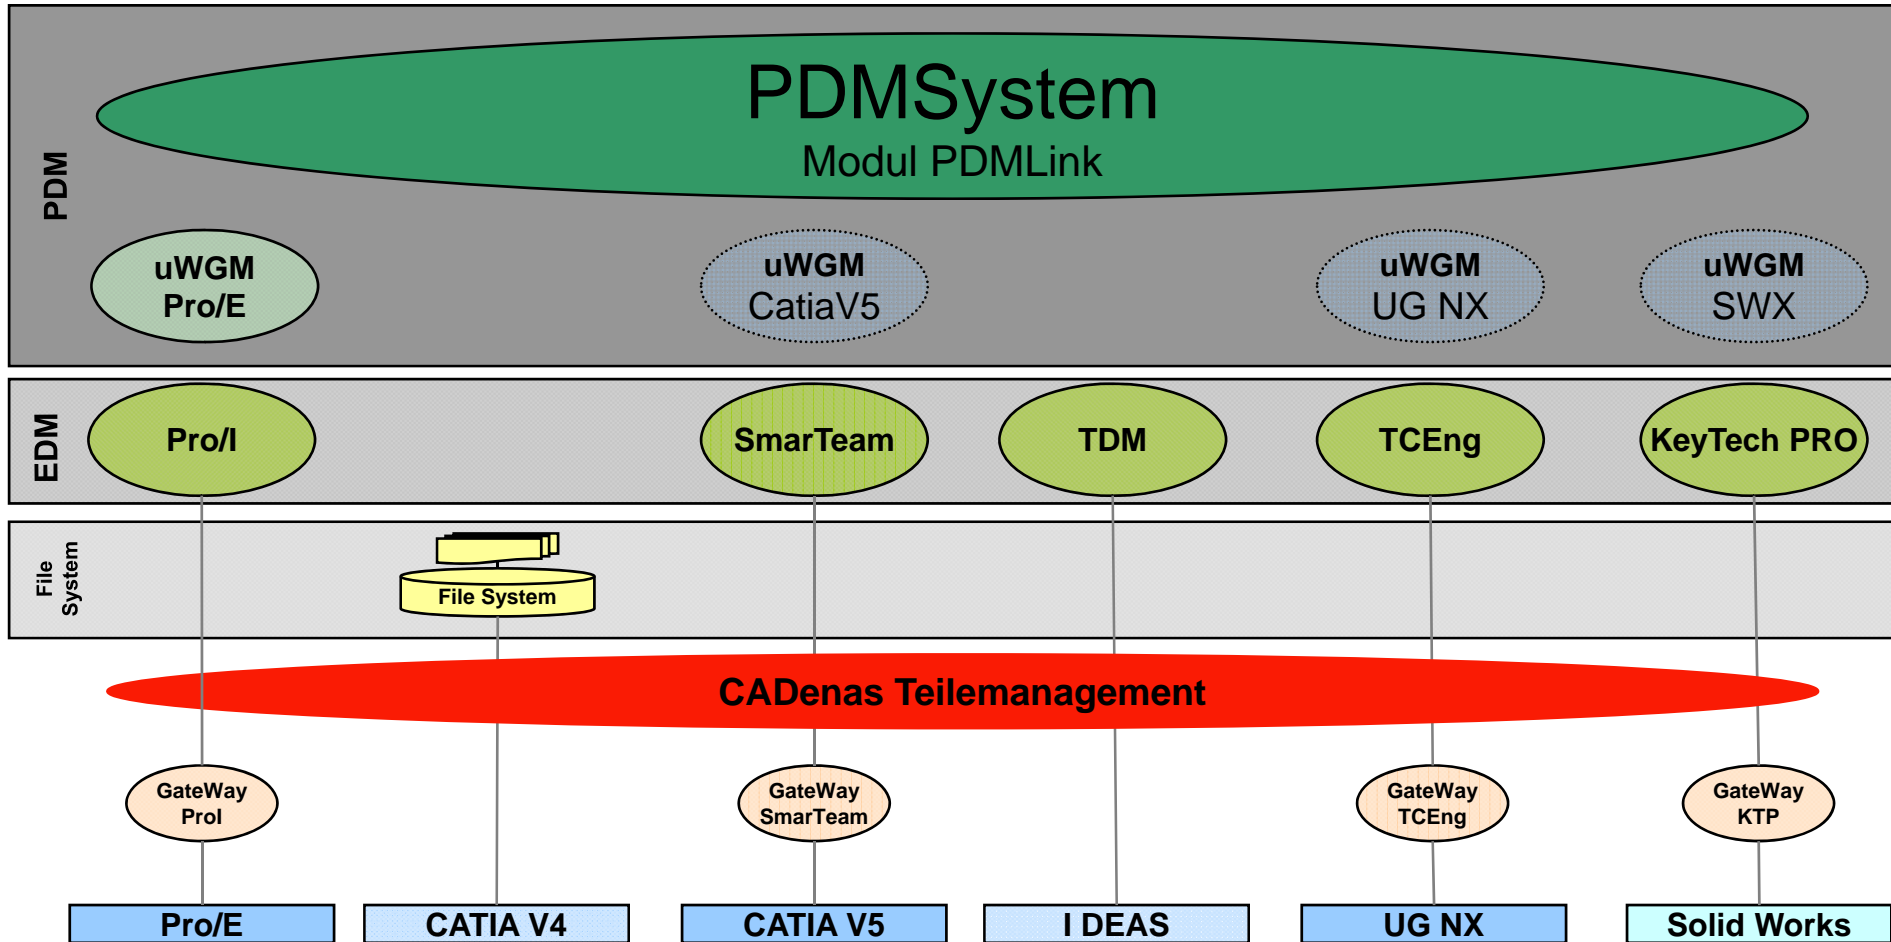 PDMSystem
Modul PDMLink
PDM
uWGM
Pro/E
uWGM
CatiaV5
uWGM
UG NX
uWGM
SWX
EDM
Pro/I
SmarTeam
TDM
TCEng
KeyTech PRO
File
System
File System
CADenas Teilemanagement
GateWay
ProI
GateWay
SmarTeam
GateWay
TCEng
GateWay
KTP
Pro/E
CATIA V4
CATIA V5
I DEAS
UG NX
Solid Works